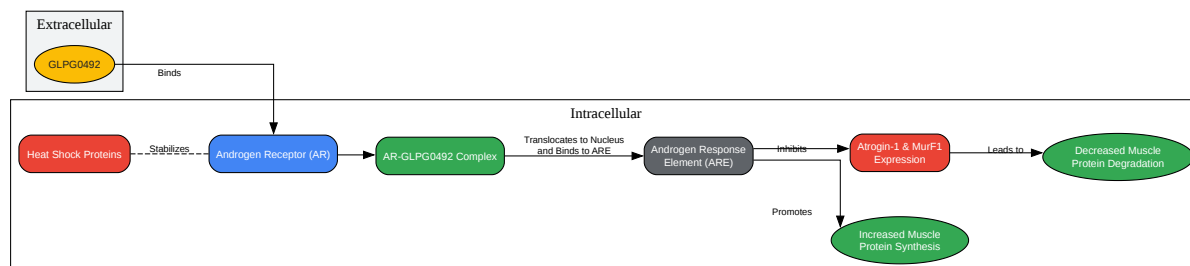 Extracellular
GLPG0492
Binds
Intracellular
Heat Shock Proteins
Stabilizes
Androgen Receptor (AR)
AR-GLPG0492 Complex
Translocates to Nucleus
and Binds to ARE
Androgen Response
Element (ARE)
Inhibits
Atrogin-1 & MurF1
Expression
Leads to
Decreased Muscle
Protein Degradation
Promotes
Increased Muscle
Protein Synthesis